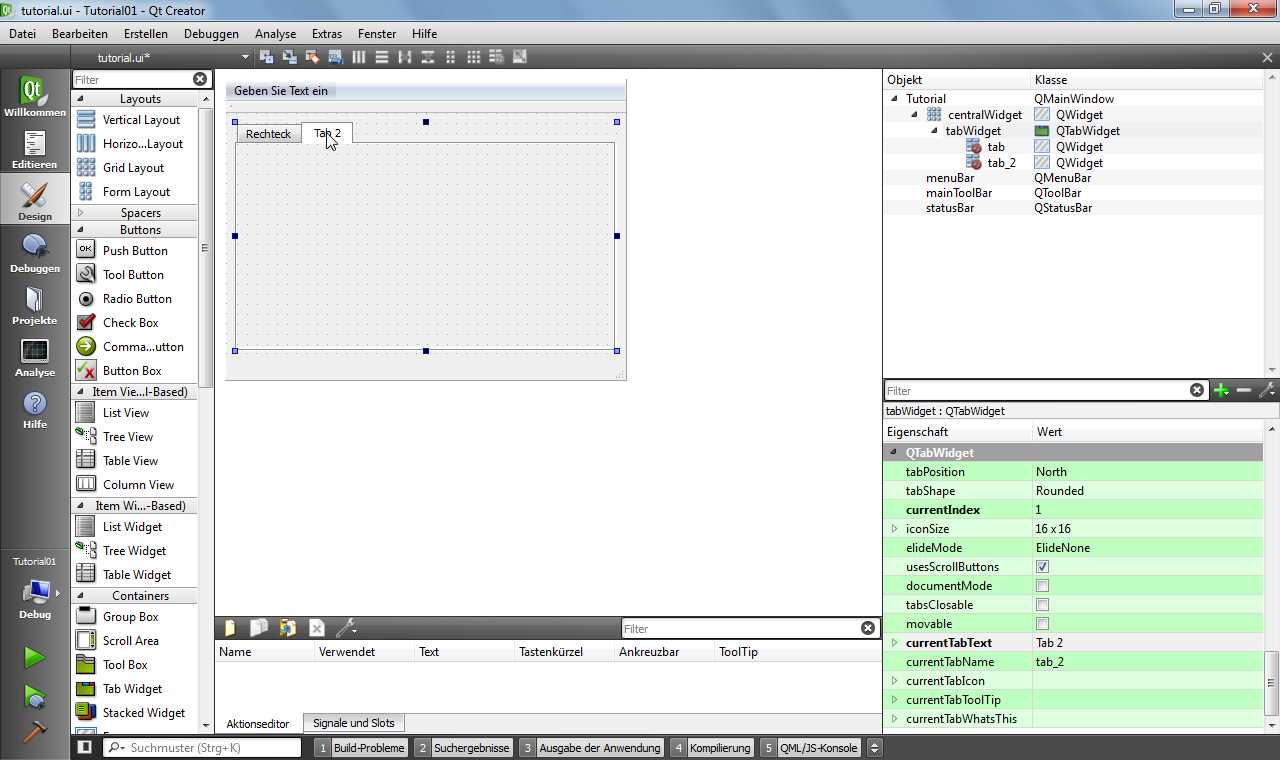 tutorial.ui - Tutorial01 - Qt Creator
Datei Bearbeiten Erstellen Debuggen Analyse Extras Fenster Hilfe
tutorial.ui*
Qt
Willkommen
Editieren
Design
Debuggen
Projekte
Analyse
Hilfe
Tutorial01
Debug
Filter
Layouts
Vertical Layout
Horizo...Layout
Grid Layout
Form Layout
Spacers
Buttons
OK Push Button
Tool Button
Radio Button
Check Box
Comma...utton
Button Box
Item Vie...l-Based)
List View
Tree View
Table View
Column View
Item Wi...-Based)
List Widget
Tree Widget
Table Widget
Containers
Group Box
Scroll Area
Tool Box
Tab Widget
Stacked Widget
Geben Sie Text ein
Rechteck Tab 2
Filter
Name Verwendet Text Tastenkürzel Ankreuzbar ToolTip
Aktionseditor Signale und Slots
Objekt Klasse
Tutorial QMainWindow
centralWidget QWidget
tabWidget QTabWidget
tab QWidget
tab_2 QWidget
menuBar QMenuBar
mainToolBar QToolBar
statusBar QStatusBar
Filter
tabWidget : QTabWidget
Eigenschaft Wert
QTabWidget
tabPosition North
tabShape Rounded
currentIndex 1
iconSize 16 x 16
elideMode ElideNone
usesScrollButtons
documentMode
tabsClosable
movable
currentTabText Tab 2
currentTabName tab_2
currentTabIcon
currentTabToolTip
currentTabWhatsThis
Suchmuster (Strg+K) 1 Build-Probleme 2 Suchergebnisse 3 Ausgabe der Anwendung 4 Kompilierung 5 QML/JS-Konsole